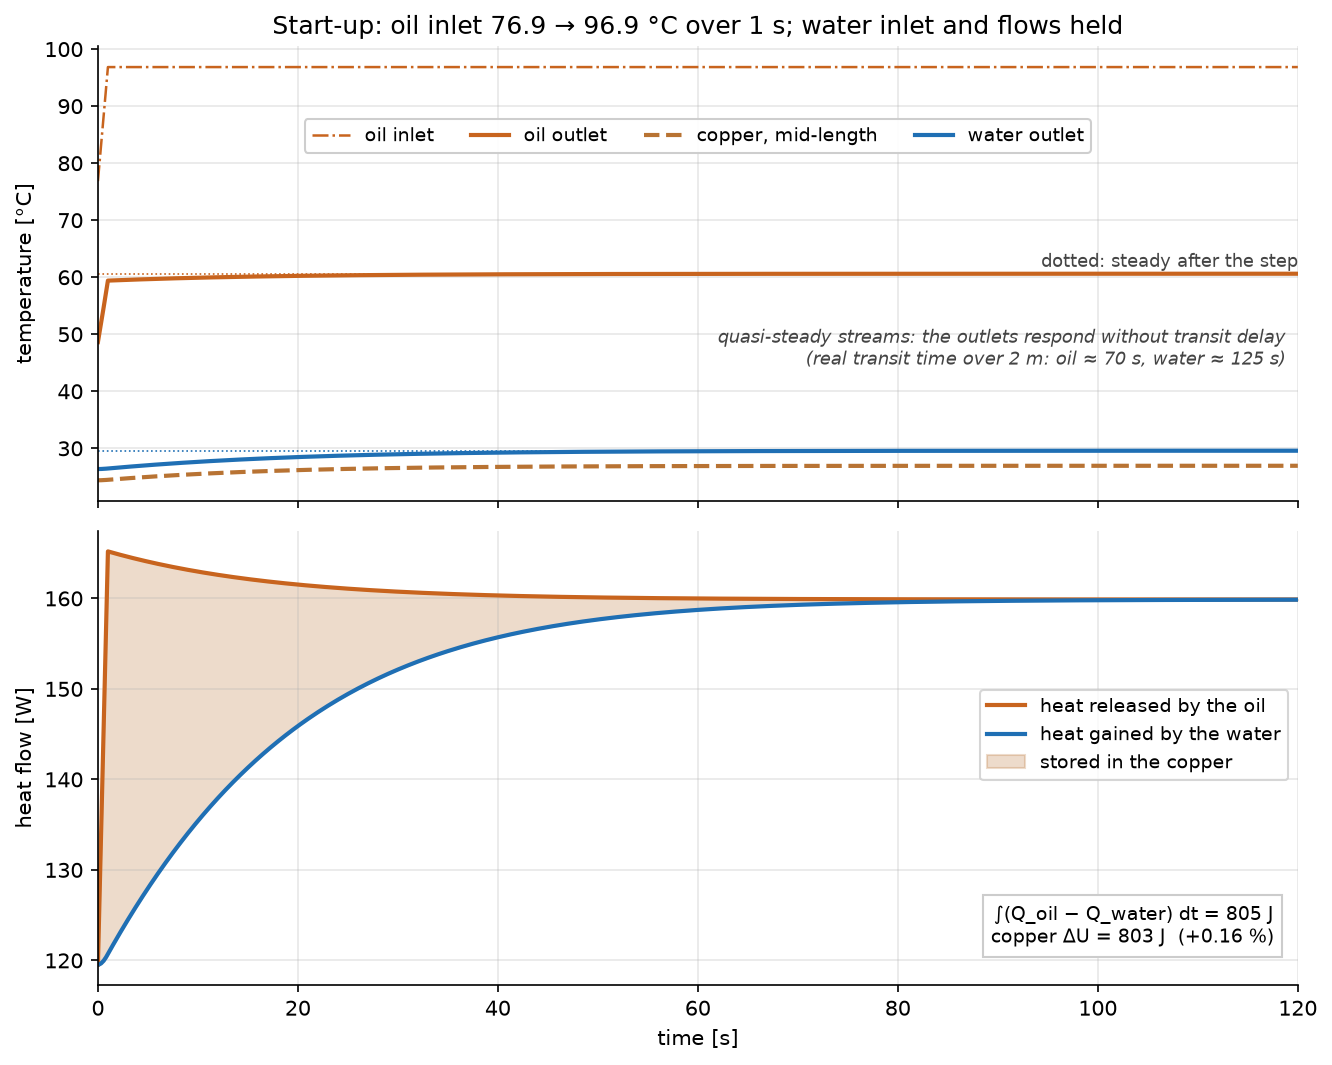 Start-up: oil inlet 76.9 → 96.9 °C over 1 s; water inlet and flows held
100
90
80
70
60
50
40
30
temperature [°C]
oil inlet
oil outlet
copper, mid-length
water outlet
dotted: steady after the step
quasi-steady streams: the outlets respond without transit delay
(real transit time over 2 m: oil ≈ 70 s, water ≈ 125 s)
160
150
140
130
120
heat flow [W]
heat released by the oil
heat gained by the water
stored in the copper
∫(Q_oil − Q_water) dt = 805 J
copper ΔU = 803 J  (+0.16 %)
0
20
40
60
80
100
120
time [s]